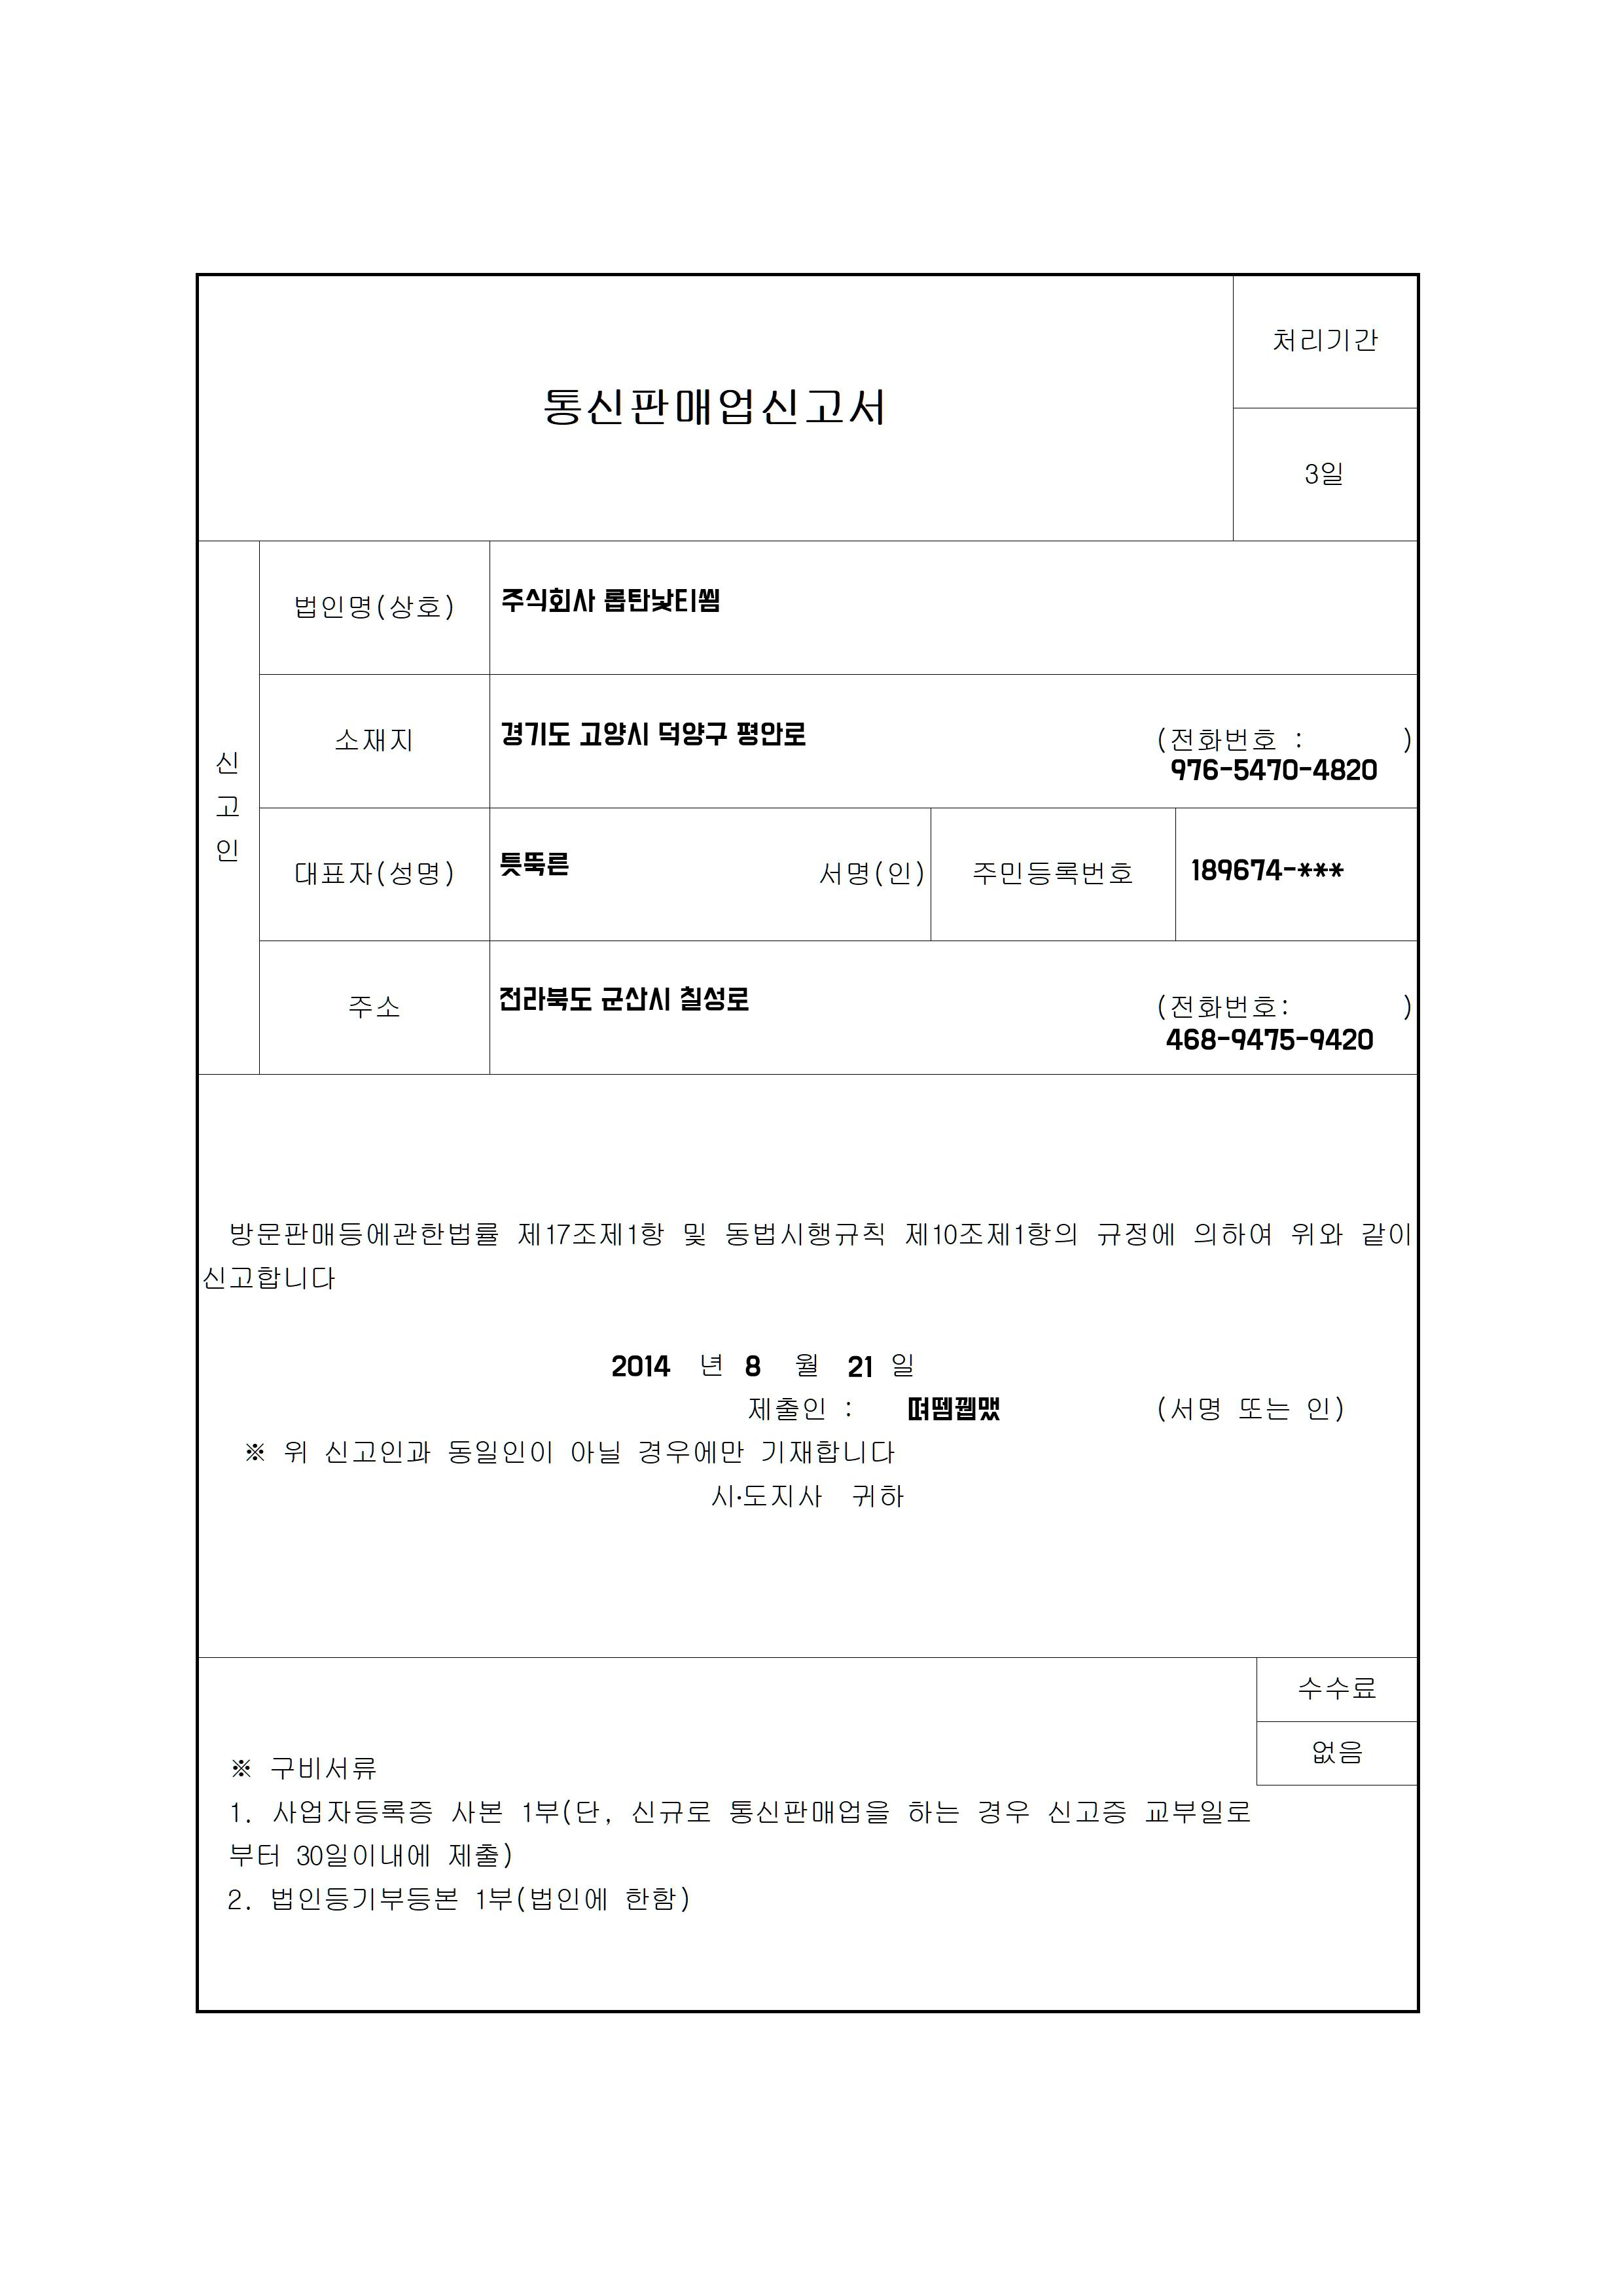 통신판매업신고서
처리기간
3일
신고인
법인명(상호)
주식회사 롭탄낯티씸
소재지
경기도 고양시 덕양구 평안로
(전화번호 : )
976-5470-4820
대표자(성명)
틋뚝른
서명(인)
주민등록번호
189674-***
주소
전라북도 군산시 칠성로
(전화번호: )
468-9475-9420
방문판매등에관한법률 제17조제1항 및 동법시행규칙 제10조제1항의 규정에 의하여 위와 같이
신고합니다
2014 년 8 월 21 일
제출인 : (서명 또는 인)
※ 위 신고인과 동일인이 아닐 경우에만 기재합니다
시·도지사 귀하
수수료
없음
※ 구비서류
1. 사업자등록증 사본 1부(단, 신규로 통신판매업을 하는 경우 신고증 교부일로
부터 30일이내에 제출)
2. 법인등기부등본 1부(법인에 한함)